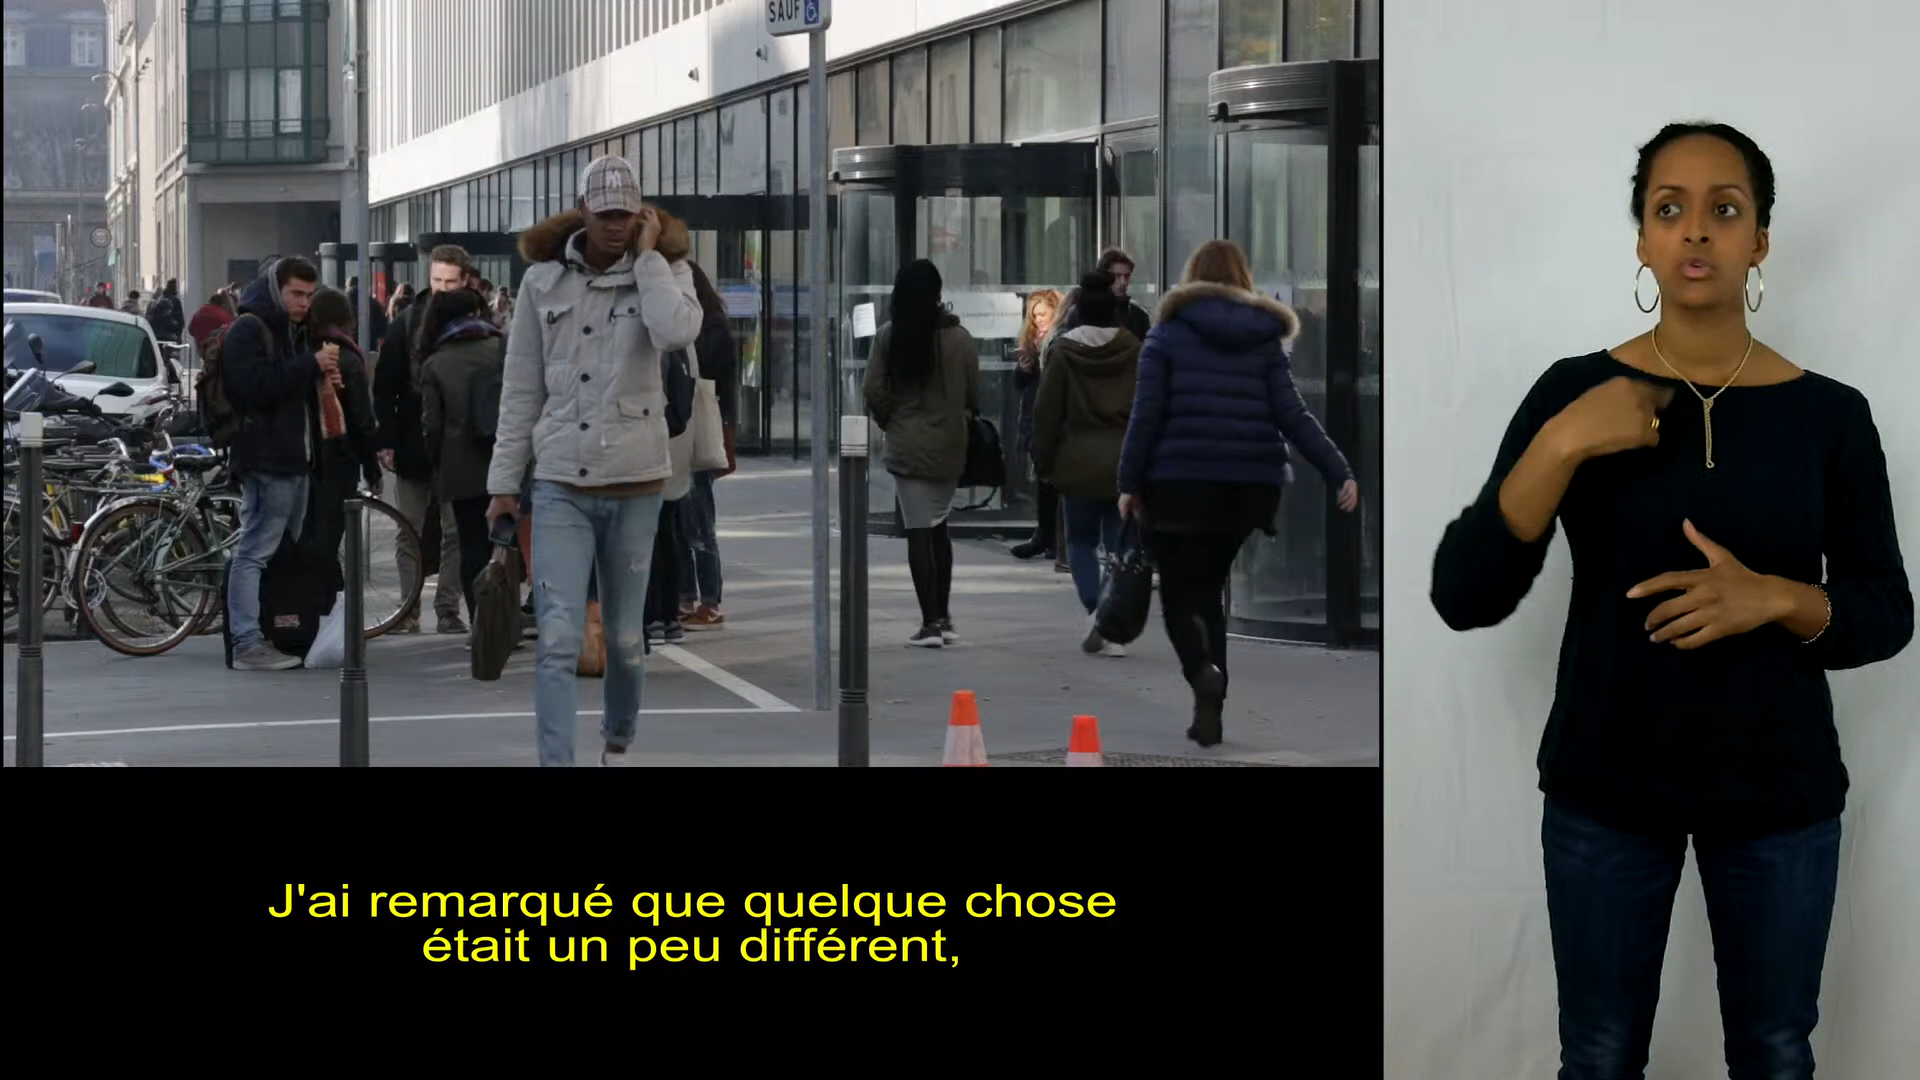 SAUF
J'ai remarqué que quelque chose
était un peu différent,